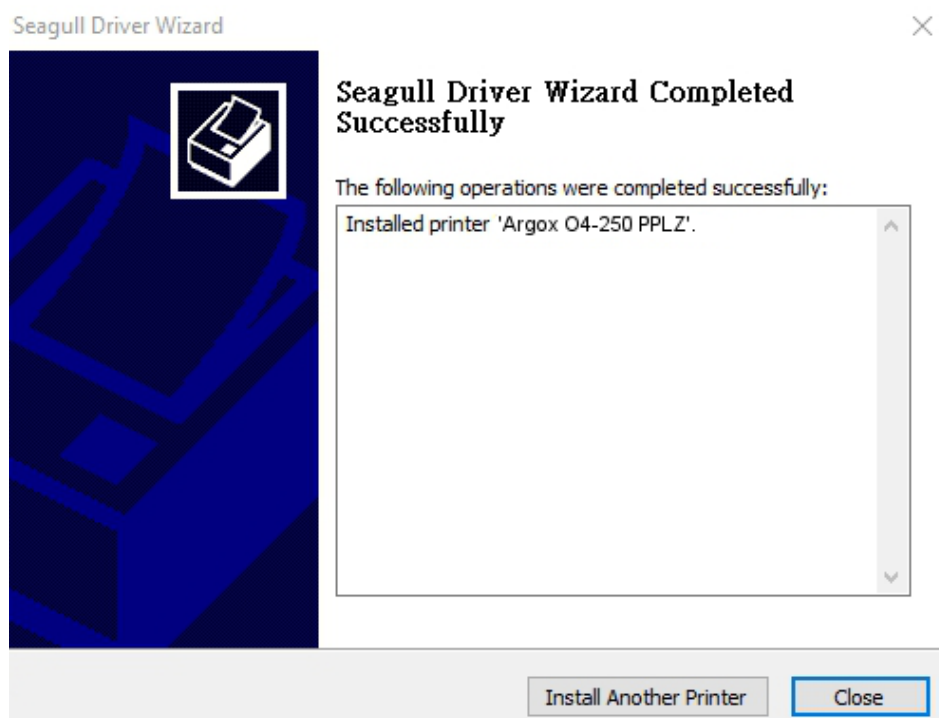 Seagull Driver Wizard
Seagull Driver Wizard Completed
Successfully
The following operations were completed successfully:
Installed printer 'Argox O4-250 PPLZ'.
Install Another Printer
Close